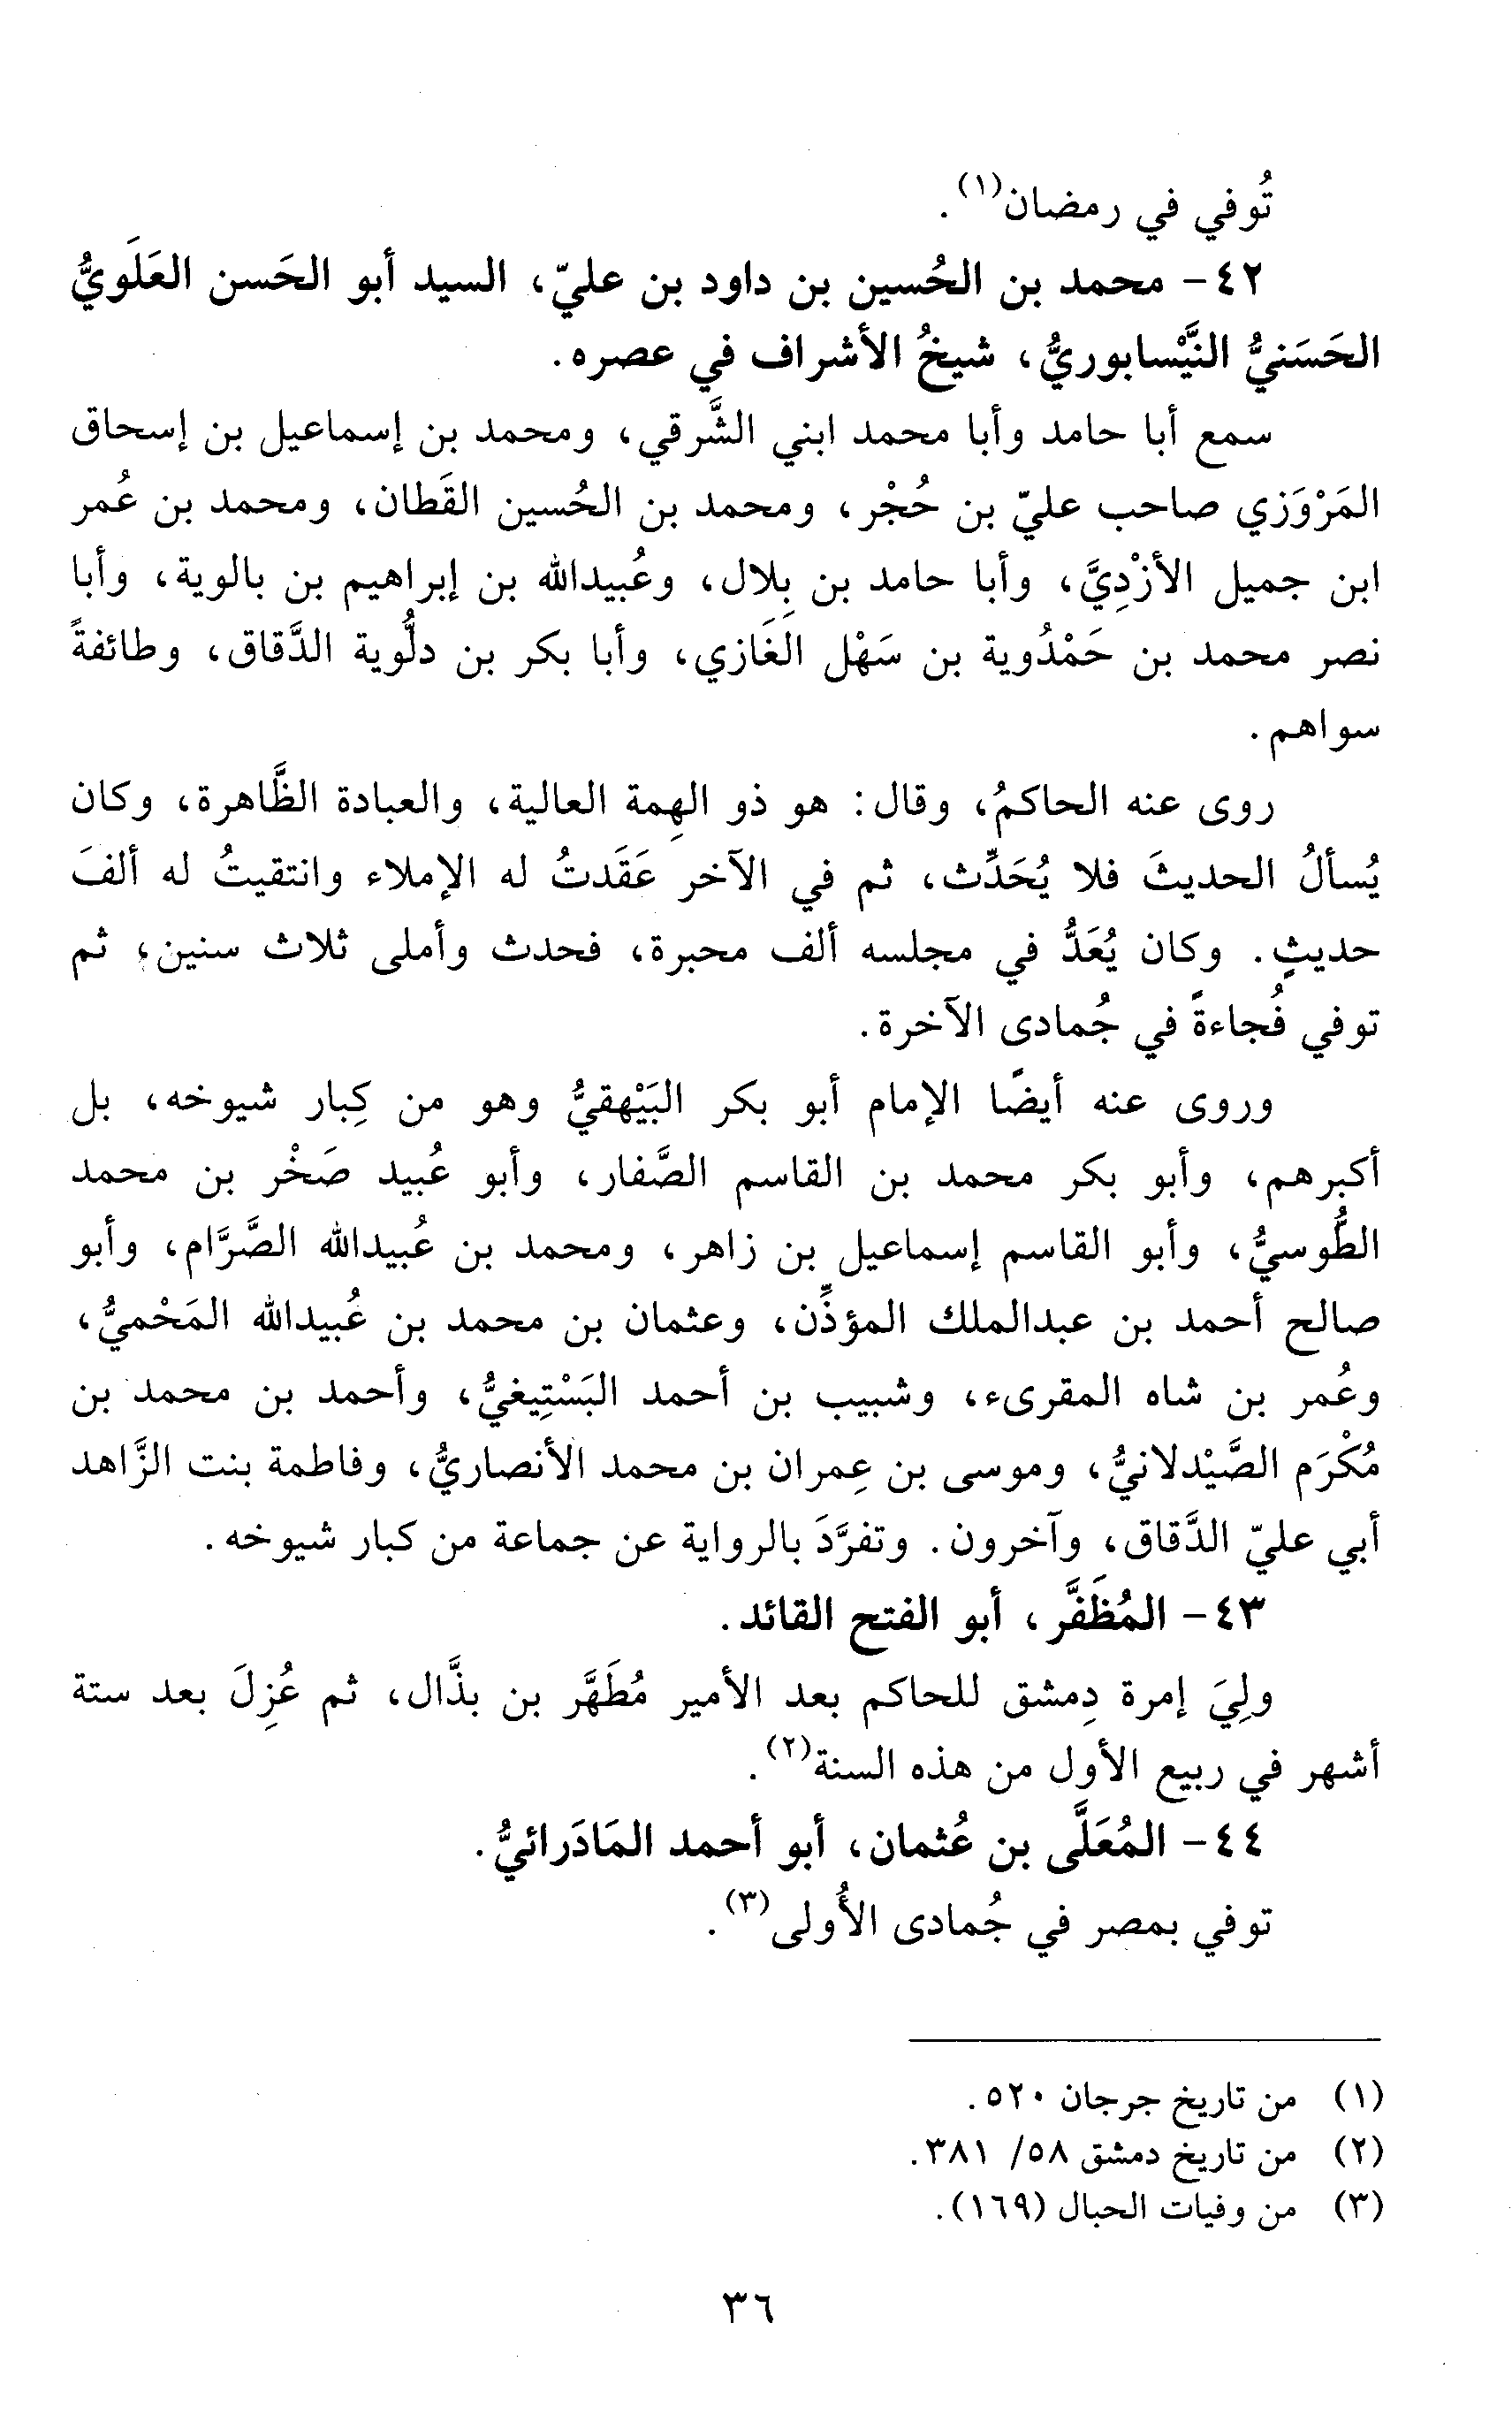 تُوفي في رمضان(١).
٤٢- محمد بن الحُسين بن داود بن عليّ، السيد أبو الحَسن العَلَويُّ
الحَسَنيُّ النَّيْسابوريُّ، شيخُ الأشراف في عصره.
سمع أبا حامد وأبا محمد ابني الشَّرقي، ومحمد بن إسماعيل بن إسحاق
المَرْوَزي صاحب عليّ بن حُجْر، ومحمد بن الحُسين القَطان، ومحمد بن عُمر
ابن جميل الأزْدِيَّ، وأبا حامد بن بِلال، وعُبيدالله بن إبراهيم بن بالوية، وأبا
نصر محمد بن حَمْدُوية بن سَهْل الغَازي، وأبا بكر بن دلُّوية الدَّقاق، وطائفةً
سواهم.
روى عنه الحاكمُ، وقال: هو ذو الهِمة العالية، والعبادة الظَّاهرة، وكان
يُسألُ الحديثَ فلا يُحَدِّث، ثم في الآخر عَقَدتُ له الإملاء وانتقيتُ له ألفَ
حديثٍ. وكان يُعَدُّ في مجلسه ألف محبرة، فحدث وأملى ثلاث سنين، ثم
توفي فُجاءةً في جُمادى الآخرة.
وروى عنه أيضًا الإمام أبو بكر البَيْهقيُّ وهو من كِبار شيوخه، بل
أكبرهم، وأبو بكر محمد بن القاسم الصَّفار، وأبو عُبيد صَخْر بن محمد
الطُّوسيُّ، وأبو القاسم إسماعيل بن زاهر، ومحمد بن عُبيدالله الصَّرَّام، وأبو
صالح أحمد بن عبدالملك المؤذِّن، وعثمان بن محمد بن عُبيدالله المَحْميُّ،
وعُمر بن شاه المقرىء، وشبيب بن أحمد البَسْتِيغيُّ، وأحمد بن محمد بن
مُكْرَم الصَّيْدلانيُّ، وموسى بن عِمران بن محمد الأنصاريُّ، وفاطمة بنت الزَّاهد
أبي عليّ الدَّقاق، وآخرون. وتفرَّدَ بالرواية عن جماعة من كبار شيوخه.
٤٣- المُظَفَّر، أبو الفتح القائد.
ولِيَ إمرة دِمشق للحاكم بعد الأمير مُطَهَّر بن بذَّال، ثم عُزِلَ بعد ستة
أشهر في ربيع الأول من هذه السنة(٢).
٤٤- المُعَلَّى بن عُثمان، أبو أحمد المَادَرائيُّ.
توفي بمصر في جُمادى الأُولى(٣).
(١) من تاريخ جرجان ٥٢٠.
(٢) من تاريخ دمشق ٥٨/ ٣٨١.
(٣) من وفيات الحبال (١٦٩).
٣٦